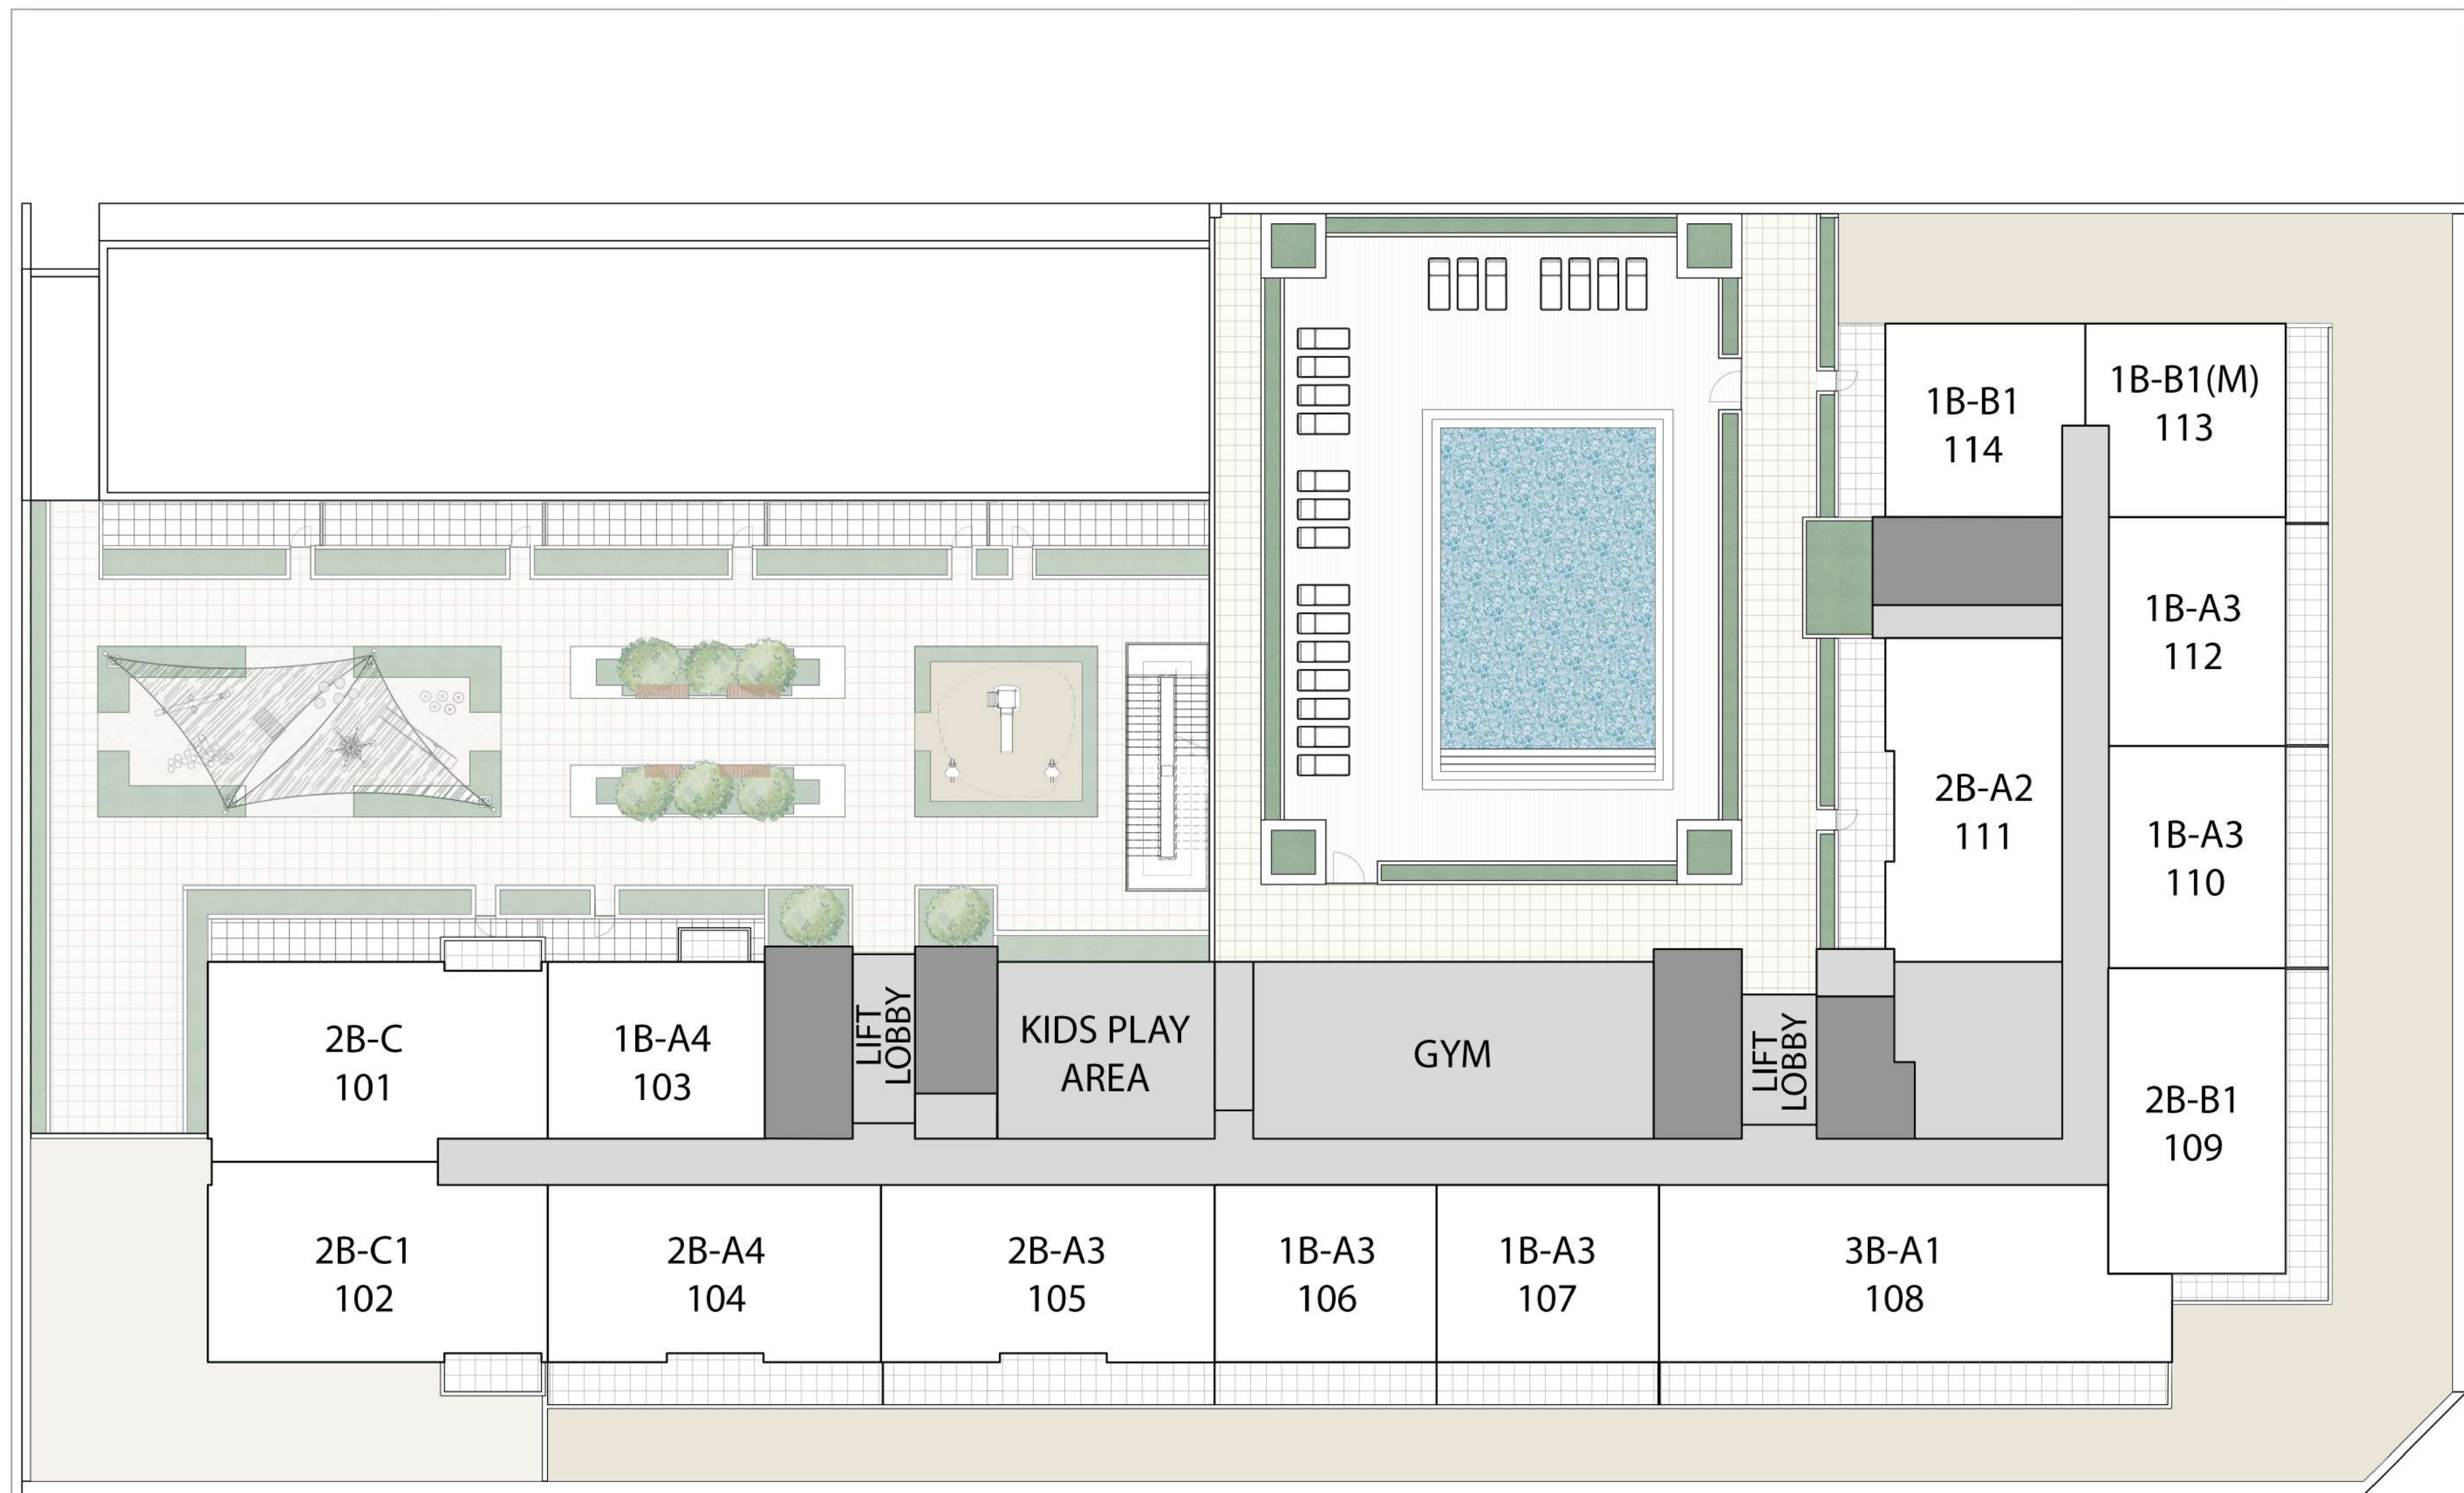 1B-B1
114
1B-B1(M)
113
1B-A3
112
2B-A2
111
1B-A3
110
2B-C
101
1B-A4
103
LIFT
LOBBY
KIDS PLAY
AREA
GYM
LIFT
LOBBY
2B-B1
109
2B-C1
102
2B-A4
104
2B-A3
105
1B-A3
106
1B-A3
107
3B-A1
108